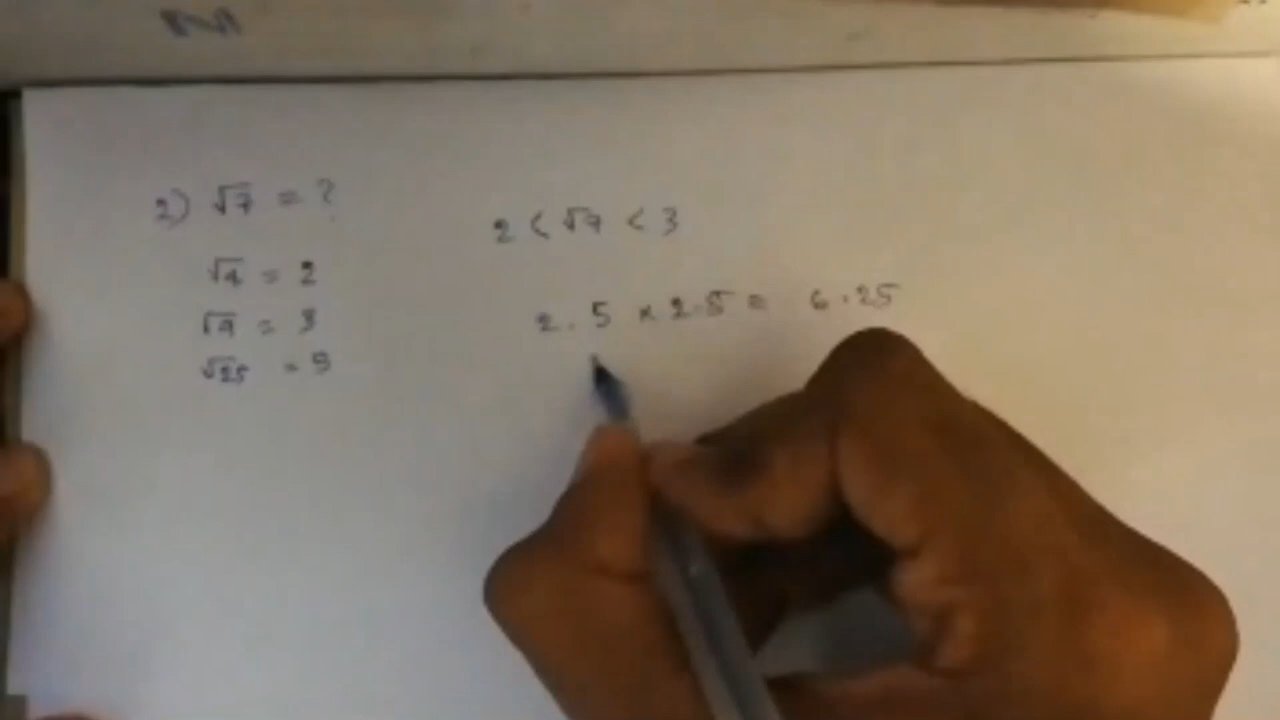 2) √7 = ?
√4 = 2
√9 = 3
√25 = 5
2 < √7 < 3
2.5 × 2.5 = 6.25